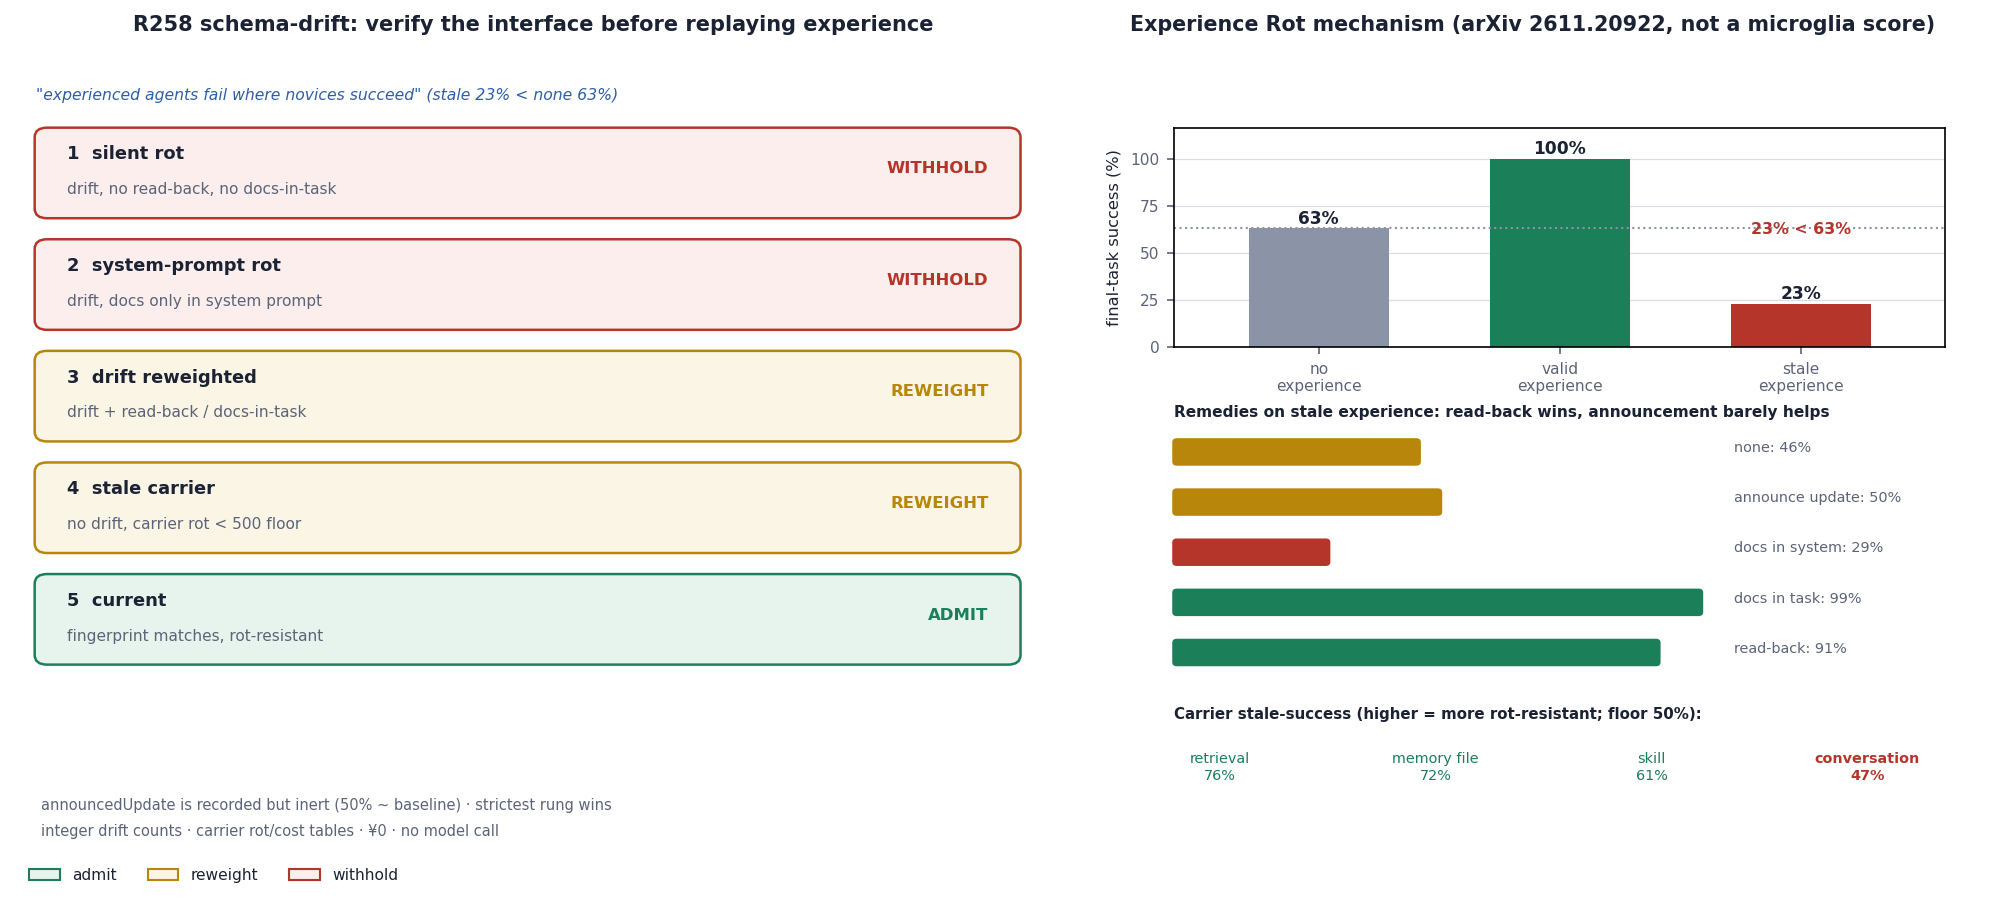 R258 schema-drift: verify the interface before replaying experience
"experienced agents fail where novices succeed" (stale 23% < none 63%)
1 silent rot
drift, no read-back, no docs-in-task
WITHHOLD
2 system-prompt rot
drift, docs only in system prompt
WITHHOLD
3 drift reweighted
drift + read-back / docs-in-task
REWEIGHT
4 stale carrier
no drift, carrier rot < 500 floor
REWEIGHT
5 current
fingerprint matches, rot-resistant
ADMIT
announcedUpdate is recorded but inert (50% ~ baseline) · strictest rung wins
integer drift counts · carrier rot/cost tables · ¥0 · no model call
admit
reweight
withhold
Experience Rot mechanism (arXiv 2611.20922, not a microglia score)
final-task success (%)
100
75
50
25
0
63%
100%
23% < 63%
23%
no
experience
valid
experience
stale
experience
Remedies on stale experience: read-back wins, announcement barely helps
none: 46%
announce update: 50%
docs in system: 29%
docs in task: 99%
read-back: 91%
Carrier stale-success (higher = more rot-resistant; floor 50%):
retrieval
76%
memory file
72%
skill
61%
conversation
47%